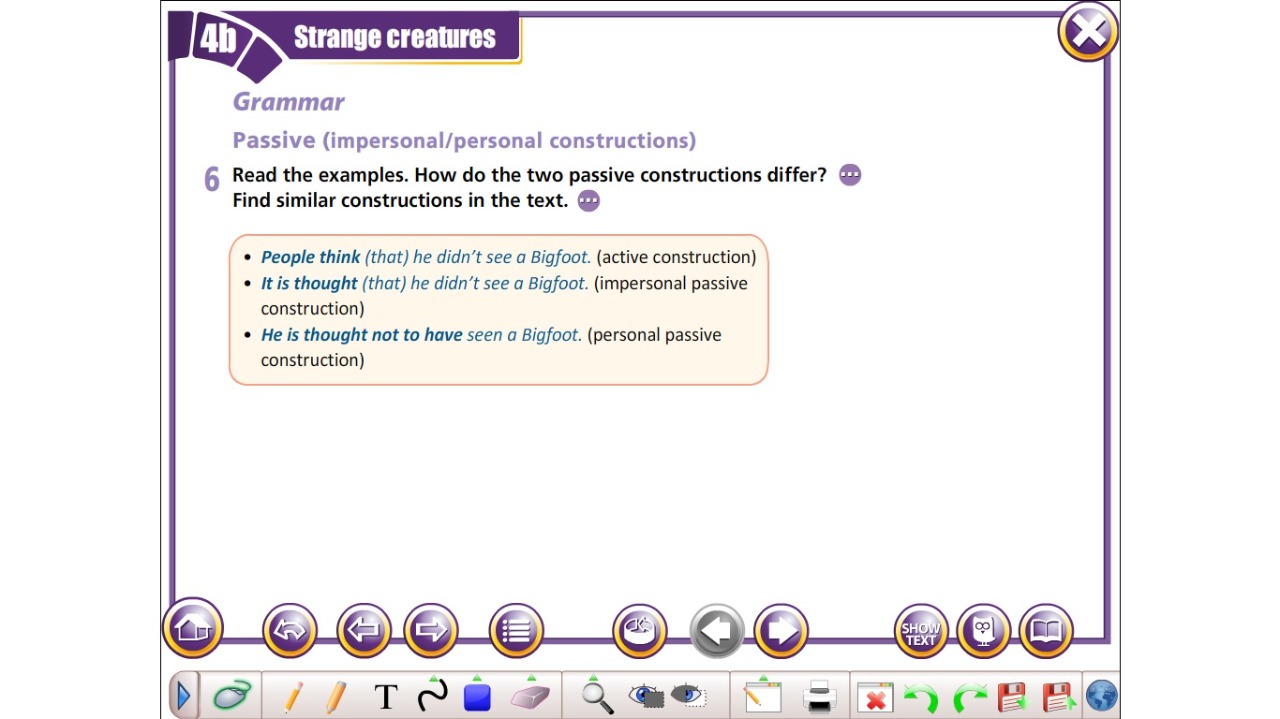 4b Strange creatures
Grammar
Passive (impersonal/personal constructions)
6 Read the examples. How do the two passive constructions differ?
Find similar constructions in the text.
• People think (that) he didn't see a Bigfoot. (active construction)
• It is thought (that) he didn't see a Bigfoot. (impersonal passive
construction)
• He is thought not to have seen a Bigfoot. (personal passive
construction)
SHOW
TEXT
T